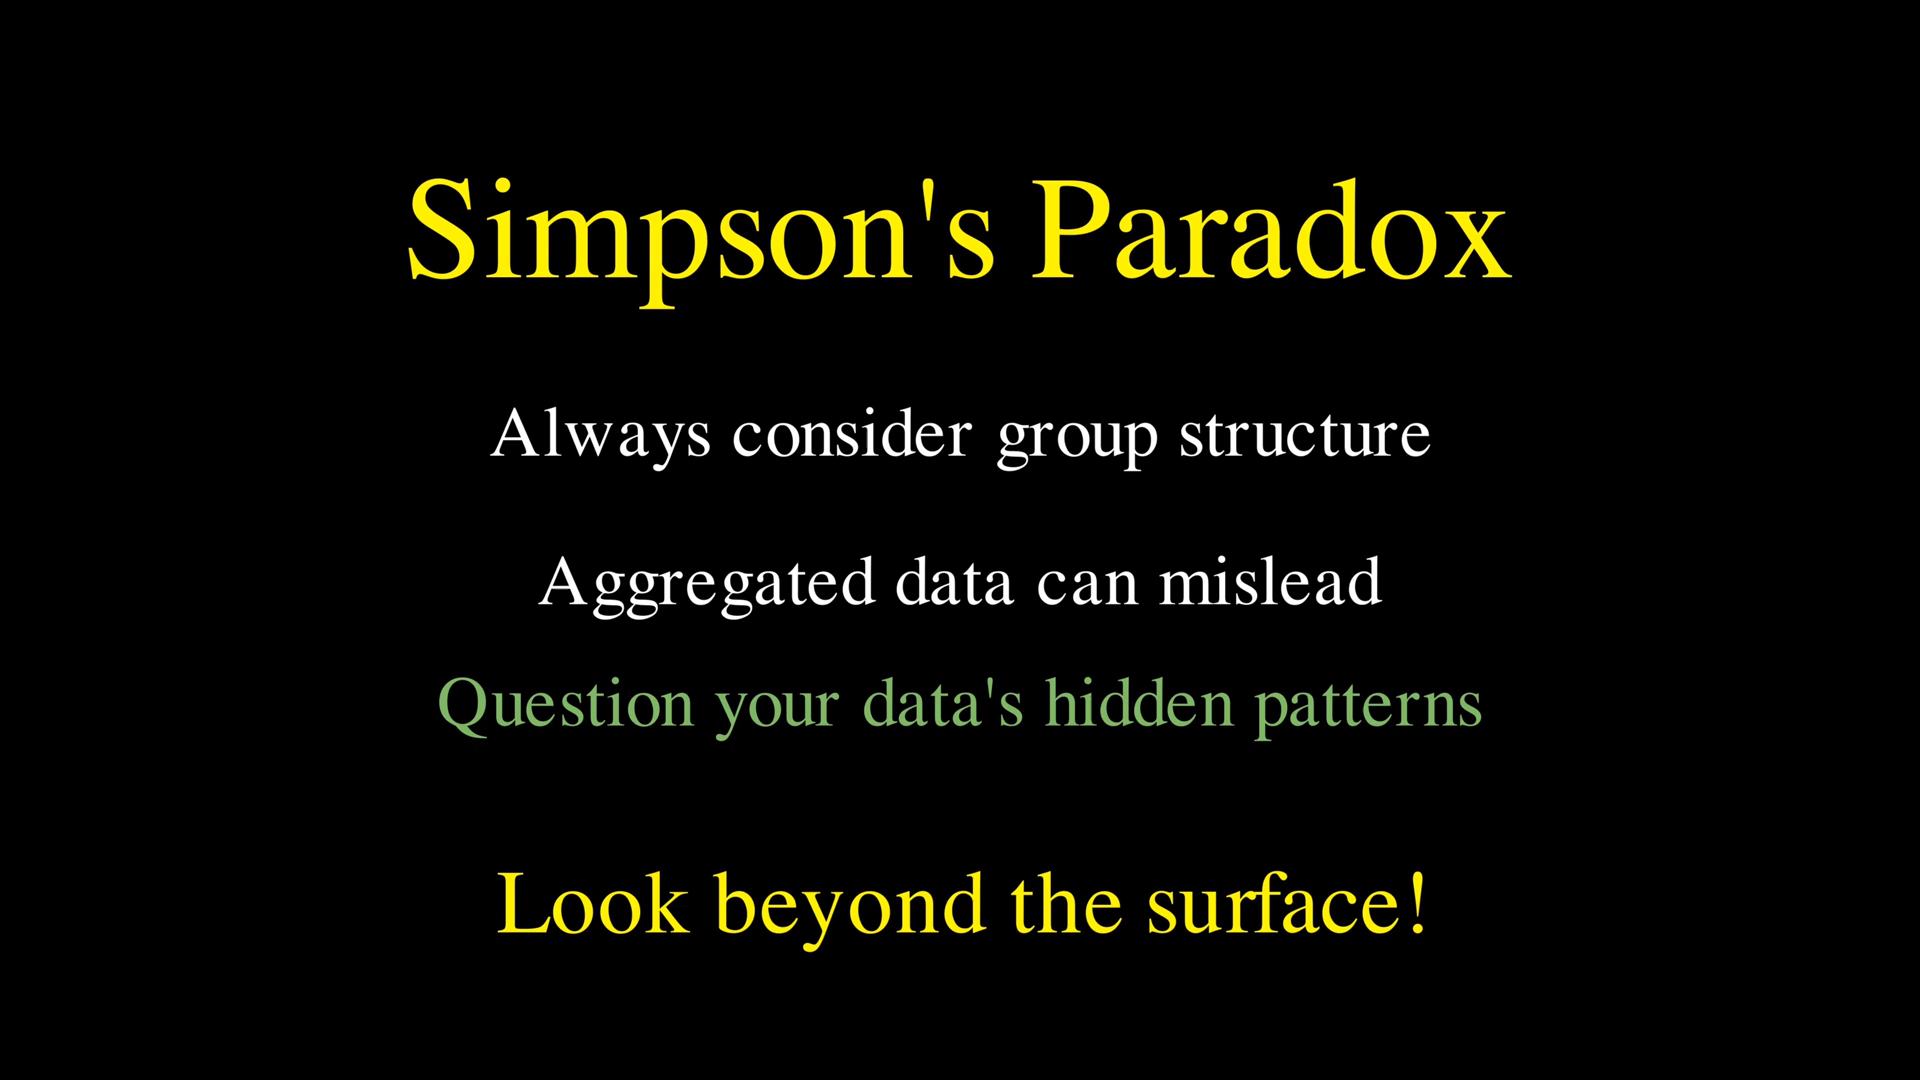 Simpson's Paradox
Always consider group structure
Aggregated data can mislead
Question your data's hidden patterns
Look beyond the surface!